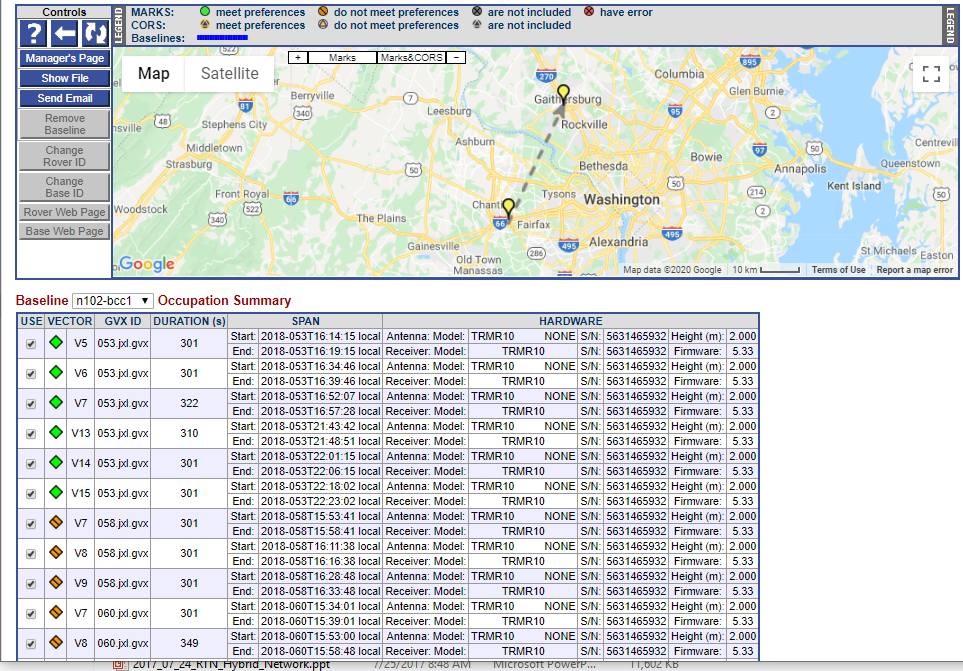 Controls
?
LEGEND
MARKS: meet preferences do not meet preferences are not included have error
CORS: meet preferences do not meet preferences are not included
Baselines:
LEGEND
Manager's Page
Show File
Send Email
Remove Baseline
Change Rover ID
Change Base ID
Rover Web Page
Base Web Page
Map Satellite
+ Marks Marks&CORS −
522
270
895
Columbia
Glen Burnie
Gaithersburg
Berryville
7
81
340
Leesburg
95
2
Rockville
48
Stephens City
nsville
Middletown
Ashburn
97
50
Centrevil
Strasburg
50
Bethesda
Bowie
Annapolis
Queenstown
Front Royal
66
Tysons
Washington
50
214
Kent Island
50
Woodstock
522
340
Chanti
2
The Plains
66
Fairfax
Gainesville
286
495
Alexandria
495
St Michaels
Easton
Old Town
Manassas
Google
Map data ©2020 Google 10 km Terms of Use Report a map error
Baseline n102-bcc1 ▼ Occupation Summary
USE VECTOR GVX ID DURATION (s) SPAN HARDWARE
V5 053.jxl.gvx 301 Start: 2018-053T16:14:15 local Antenna: Model: TRMR10 NONE S/N: 5631465932 Height (m): 2.000
End: 2018-053T16:19:15 local Receiver: Model: TRMR10 S/N: 5631465932 Firmware: 5.33
V6 053.jxl.gvx 301 Start: 2018-053T16:34:46 local Antenna: Model: TRMR10 NONE S/N: 5631465932 Height (m): 2.000
End: 2018-053T16:39:46 local Receiver: Model: TRMR10 S/N: 5631465932 Firmware: 5.33
V7 053.jxl.gvx 322 Start: 2018-053T16:52:07 local Antenna: Model: TRMR10 NONE S/N: 5631465932 Height (m): 2.000
End: 2018-053T16:57:28 local Receiver: Model: TRMR10 S/N: 5631465932 Firmware: 5.33
V13 053.jxl.gvx 310 Start: 2018-053T21:43:42 local Antenna: Model: TRMR10 NONE S/N: 5631465932 Height (m): 2.000
End: 2018-053T21:48:51 local Receiver: Model: TRMR10 S/N: 5631465932 Firmware: 5.33
V14 053.jxl.gvx 301 Start: 2018-053T22:01:15 local Antenna: Model: TRMR10 NONE S/N: 5631465932 Height (m): 2.000
End: 2018-053T22:06:15 local Receiver: Model: TRMR10 S/N: 5631465932 Firmware: 5.33
V15 053.jxl.gvx 301 Start: 2018-053T22:18:02 local Antenna: Model: TRMR10 NONE S/N: 5631465932 Height (m): 2.000
End: 2018-053T22:23:02 local Receiver: Model: TRMR10 S/N: 5631465932 Firmware: 5.33
V7 058.jxl.gvx 301 Start: 2018-058T15:53:41 local Antenna: Model: TRMR10 NONE S/N: 5631465932 Height (m): 2.000
End: 2018-058T15:58:41 local Receiver: Model: TRMR10 S/N: 5631465932 Firmware: 5.33
V8 058.jxl.gvx 301 Start: 2018-058T16:11:38 local Antenna: Model: TRMR10 NONE S/N: 5631465932 Height (m): 2.000
End: 2018-058T16:16:38 local Receiver: Model: TRMR10 S/N: 5631465932 Firmware: 5.33
V9 058.jxl.gvx 301 Start: 2018-058T16:28:48 local Antenna: Model: TRMR10 NONE S/N: 5631465932 Height (m): 2.000
End: 2018-058T16:33:48 local Receiver: Model: TRMR10 S/N: 5631465932 Firmware: 5.33
V7 060.jxl.gvx 301 Start: 2018-060T15:34:01 local Antenna: Model: TRMR10 NONE S/N: 5631465932 Height (m): 2.000
End: 2018-060T15:39:01 local Receiver: Model: TRMR10 S/N: 5631465932 Firmware: 5.33
V8 060.jxl.gvx 349 Start: 2018-060T15:53:00 local Antenna: Model: TRMR10 NONE S/N: 5631465932 Height (m): 2.000
End: 2018-060T15:58:48 local Receiver: Model: TRMR10 S/N: 5631465932 Firmware: 5.33
2017_07_24_RTN_Hybrid_Network.ppt 7/25/2017 8:48 AM Microsoft PowerP... 11,602 KB